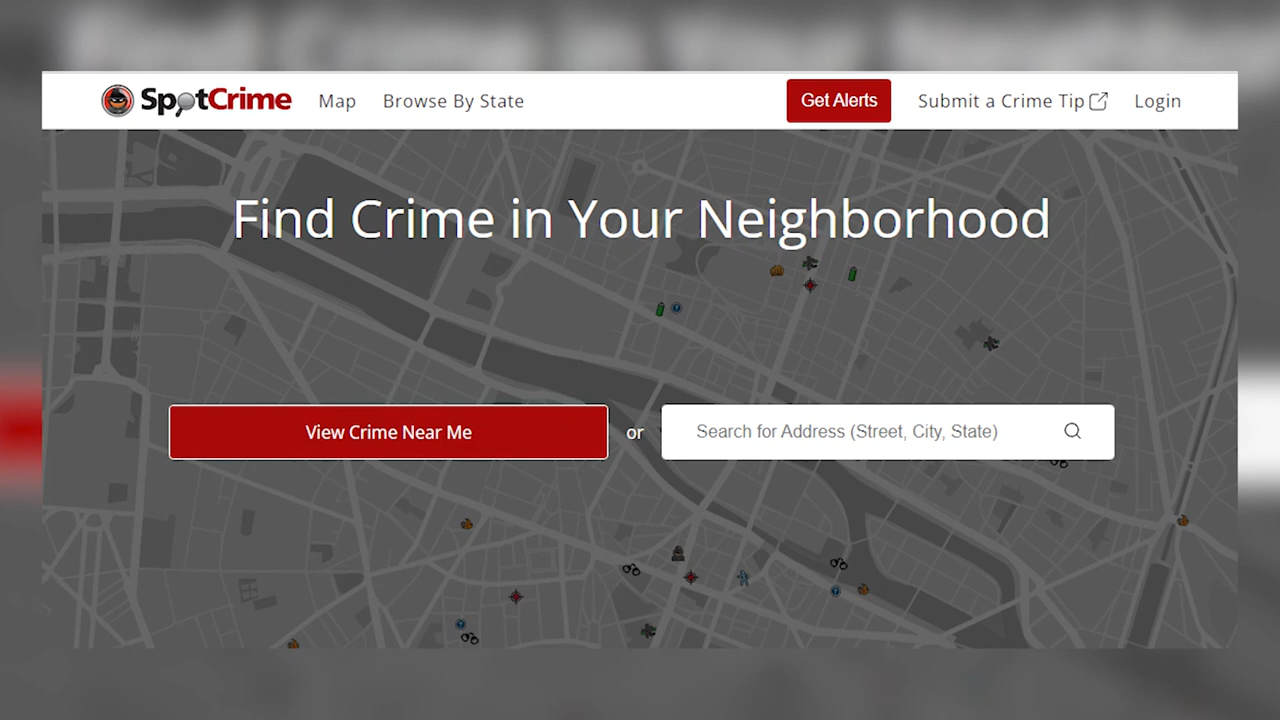 SpotCrime
Map
Browse By State
Get Alerts
Submit a Crime Tip
Login
Find Crime in Your Neighborhood
View Crime Near Me
or
Search for Address (Street, City, State)